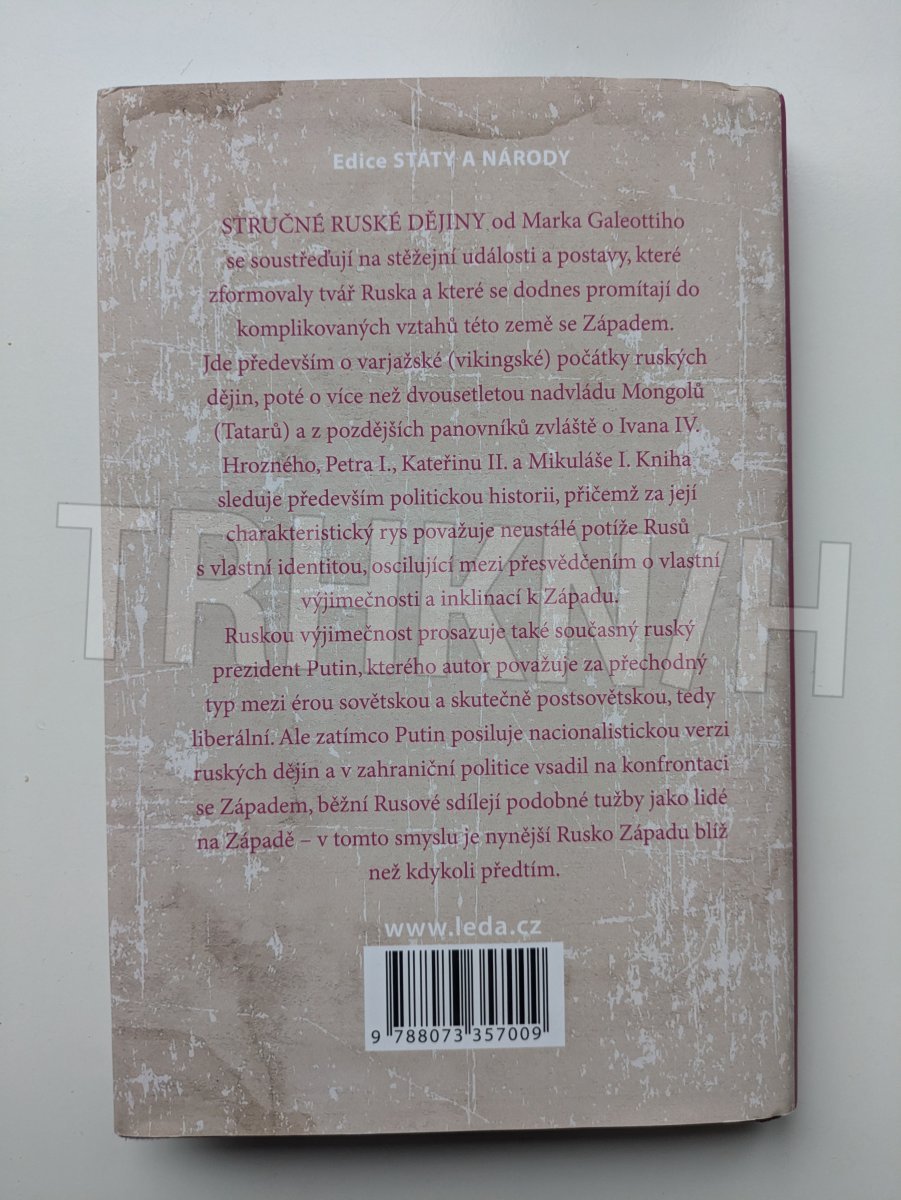 Edice STÁTY A NÁRODY
STRUČNÉ RUSKÉ DĚJINY od Marka Galeottiho
se soustřeďují na stěžejní události a postavy, které
zformovaly tvář Ruska a které se dodnes promítají do
komplikovaných vztahů této země se Západem.
Jde především o varjažské (vikingské) počátky ruských
dějin, poté o více než dvousetletou nadvládu Mongolů
(Tatarů) a z pozdějších panovníků zvláště o Ivana IV.
Hrozného, Petra I., Kateřinu II. a Mikuláše I. Kniha
sleduje především politickou historii, přičemž za její
charakteristický rys považuje neustálé potíže Rusů
s vlastní identitou, oscilující mezi přesvědčením o vlastní
výjimečnosti a inklinací k Západu.
Ruskou výjimečnost prosazuje také současný ruský
prezident Putin, kterého autor považuje za přechodný
typ mezi érou sovětskou a skutečně postsovětskou, tedy
liberální. Ale zatímco Putin posiluje nacionalistickou verzi
ruských dějin a v zahraniční politice vsadil na konfrontaci
se Západem, běžní Rusové sdílejí podobné tužby jako lidé
na Západě – v tomto smyslu je nynější Rusko Západu blíž
než kdykoli předtím.
www.leda.cz
9 788073 357009
TRHKNIH